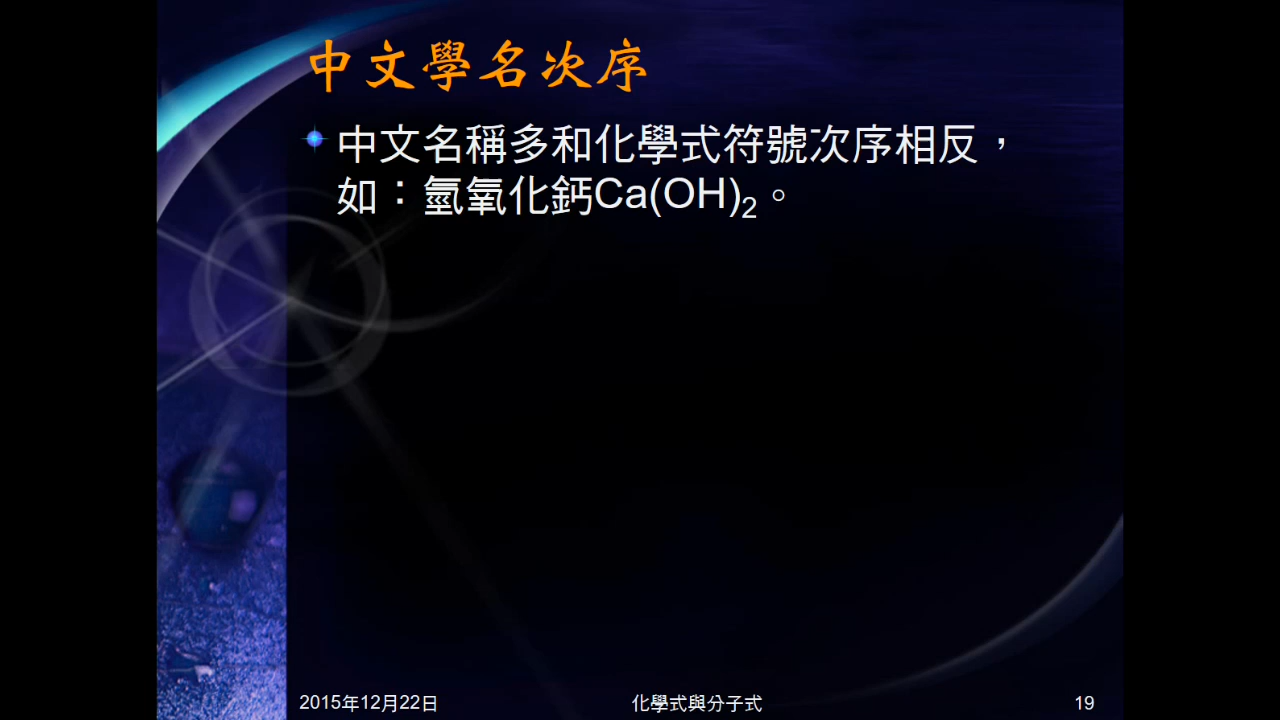 中文學名次序
中文名稱多和化學式符號次序相反，
如：氫氧化鈣Ca(OH)₂。
2015年12月22日
化學式與分子式
19